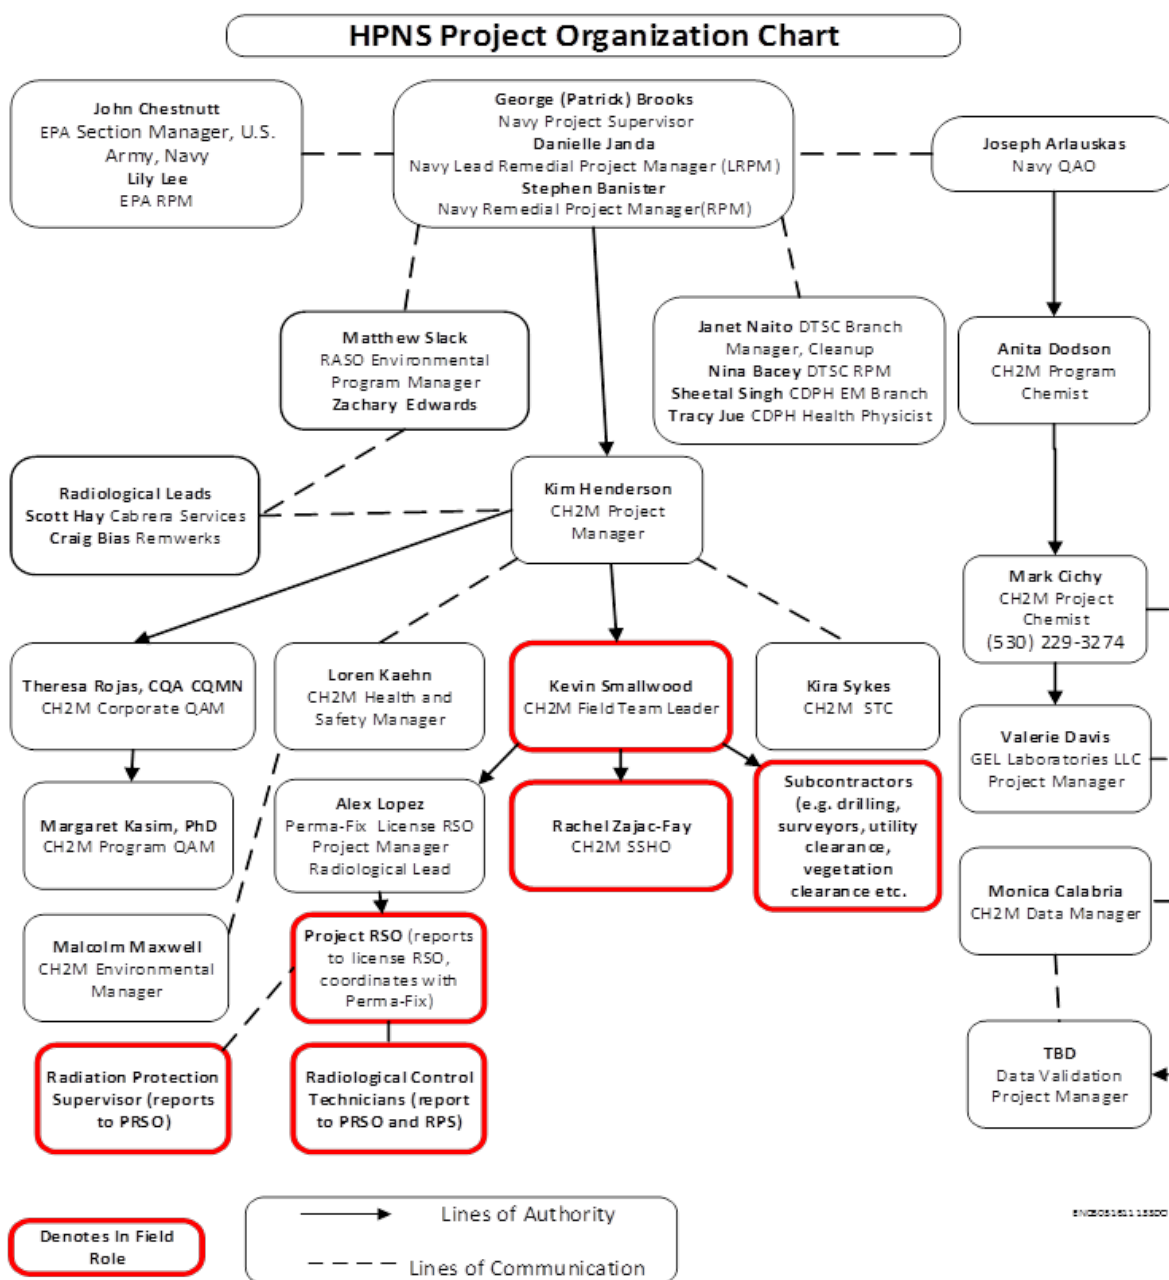 HPNS Project Organization Chart
John Chestnutt
EPA Section Manager, U.S.
Army, Navy
Lily Lee
EPA RPM
George (Patrick) Brooks
Navy Project Supervisor
Danielle Janda
Navy Lead Remedial Project Manager (LRPM)
Stephen Banister
Navy Remedial Project Manager(RPM)
Joseph Arlauskas
Navy QAO
Matthew Slack
RASO Environmental
Program Manager
Zachary Edwards
Janet Naito DTSC Branch
Manager, Cleanup
Nina Bacey DTSC RPM
Sheetal Singh CDPH EM Branch
Tracy Jue CDPH Health Physicist
Anita Dodson
CH2M Program
Chemist
Radiological Leads
Scott Hay Cabrera Services
Craig Bias Remwerks
Kim Henderson
CH2M Project
Manager
Mark Cichy
CH2M Project
Chemist
(530) 229-3274
Theresa Rojas, CQA CQMN
CH2M Corporate QAM
Loren Kaehn
CH2M Health and
Safety Manager
Kevin Smallwood
CH2M Field Team Leader
Kira Sykes
CH2M STC
Valerie Davis
GEL Laboratories LLC
Project Manager
Margaret Kasim, PhD
CH2M Program QAM
Alex Lopez
Perma-Fix License RSO
Project Manager
Radiological Lead
Rachel Zajac-Fay
CH2M SSHO
Subcontractors
(e.g. drilling,
surveyors, utility
clearance,
vegetation
clearance etc.
Monica Calabria
CH2M Data Manager
Malcolm Maxwell
CH2M Environmental
Manager
Project RSO (reports
to license RSO,
coordinates with
Perma-Fix)
Radiation Protection
Supervisor (reports
to PRSO)
Radiological Control
Technicians (report
to PRSO and RPS)
TBD
Data Validation
Project Manager
Denotes In Field
Role
Lines of Authority
Lines of Communication